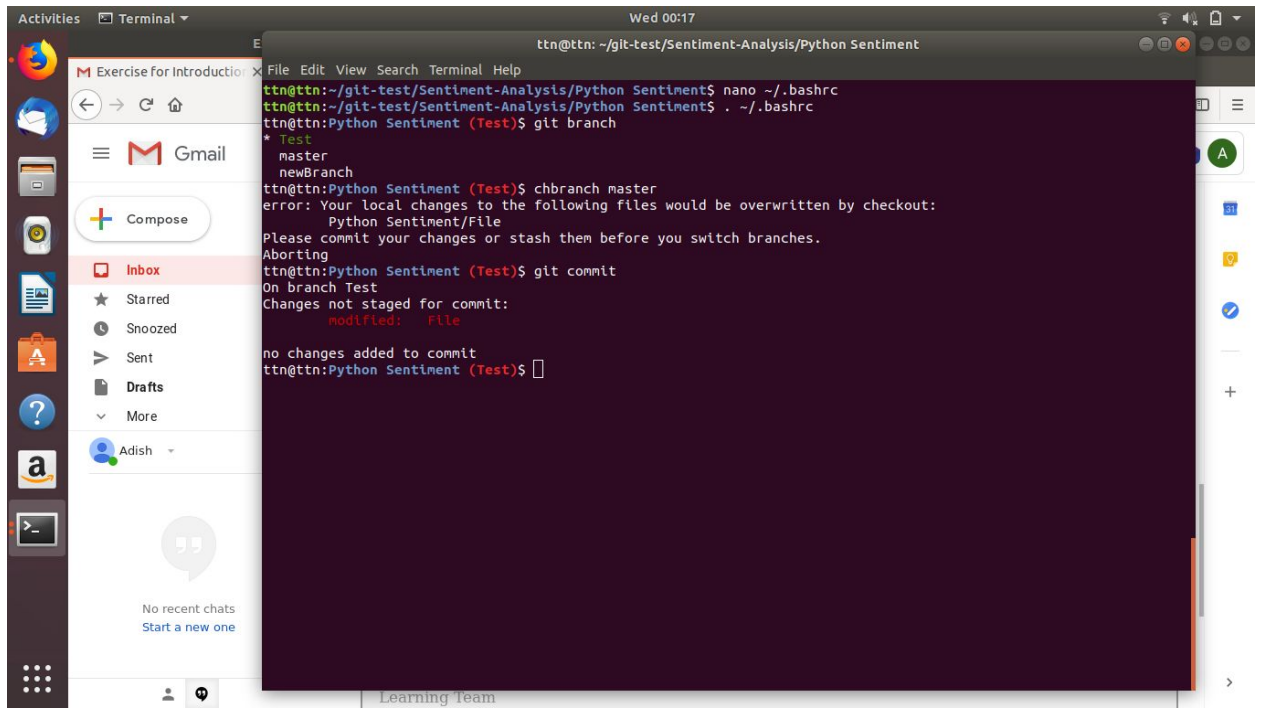 Activities Terminal Wed 00:17
E
ttn@ttn: ~/git-test/Sentiment-Analysis/Python Sentiment
M Exercise for Introduction
File Edit View Search Terminal Help
ttn@ttn:~/git-test/Sentiment-Analysis/Python Sentiment$ nano ~/.bashrc
ttn@ttn:~/git-test/Sentiment-Analysis/Python Sentiment$ . ~/.bashrc
ttn@ttn:Python Sentiment (Test)$ git branch
* Test
master
newBranch
ttn@ttn:Python Sentiment (Test)$ chbranch master
error: Your local changes to the following files would be overwritten by checkout:
Python Sentiment/File
Please commit your changes or stash them before you switch branches.
Aborting
ttn@ttn:Python Sentiment (Test)$ git commit
On branch Test
Changes not staged for commit:
modified: File
no changes added to commit
ttn@ttn:Python Sentiment (Test)$
Gmail
Compose
Inbox
Starred
Snoozed
Sent
Drafts
More
Adish
No recent chats
Start a new one
A
31
Learning Team